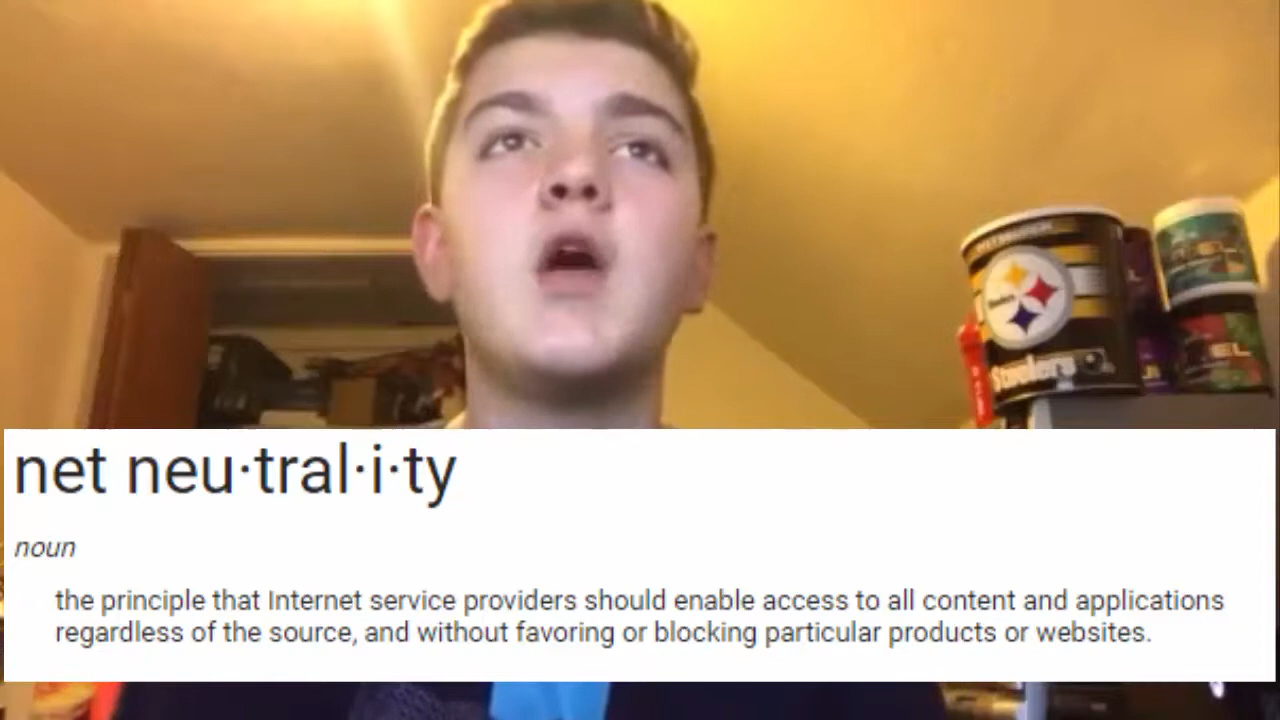 net neu·tral·i·ty
noun
the principle that Internet service providers should enable access to all content and applications
regardless of the source, and without favoring or blocking particular products or websites.
Steelers